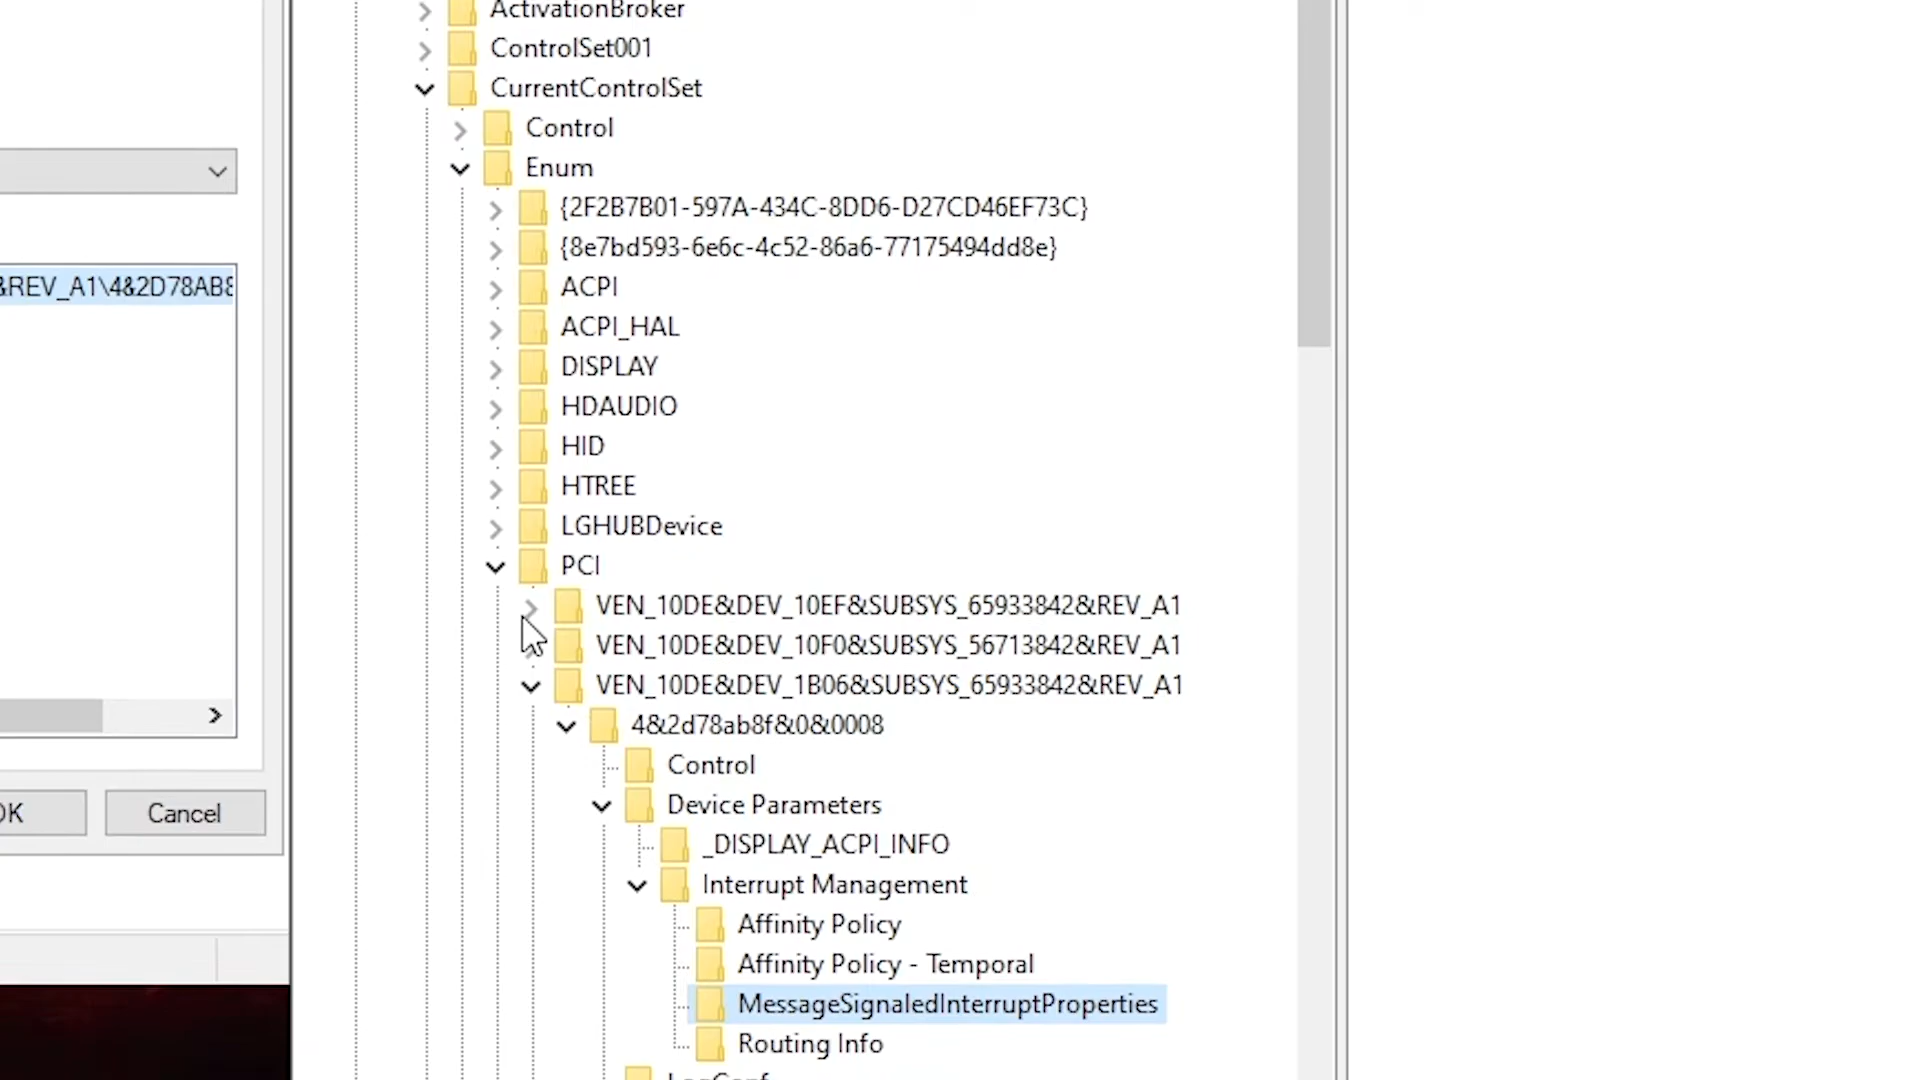 ActivationBroker
ControlSet001
CurrentControlSet
Control
Enum
{2F2B7B01-597A-434C-8DD6-D27CD46EF73C}
{8e7bd593-6e6c-4c52-86a6-77175494dd8e}
&REV_A1\4&2D78AB8
ACPI
ACPI_HAL
DISPLAY
HDAUDIO
HID
HTREE
LGHUBDevice
PCI
VEN_10DE&DEV_10EF&SUBSYS_65933842&REV_A1
VEN_10DE&DEV_10F0&SUBSYS_56713842&REV_A1
VEN_10DE&DEV_1B06&SUBSYS_65933842&REV_A1
4&2d78ab8f&0&0008
Control
Device Parameters
OK
Cancel
_DISPLAY_ACPI_INFO
Interrupt Management
Affinity Policy
Affinity Policy - Temporal
MessageSignaledInterruptProperties
Routing Info
LogConf